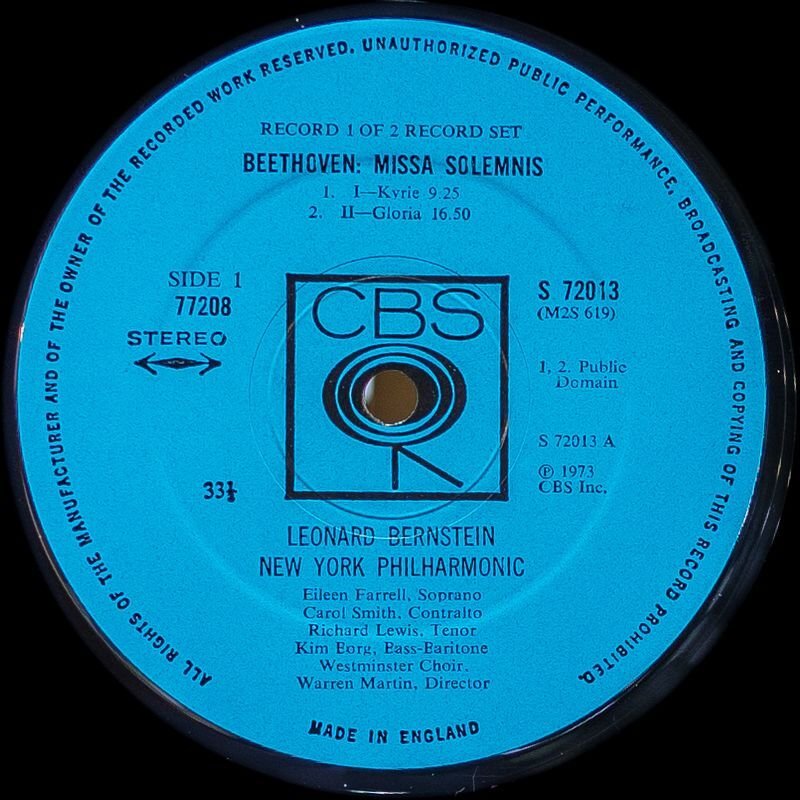 ALL RIGHTS OF THE MANUFACTURER AND OF THE OWNER OF THE RECORDED WORK RESERVED. UNAUTHORIZED PUBLIC PERFORMANCE, BROADCASTING AND COPYING OF THIS RECORD PROHIBITED.
RECORD 1 OF 2 RECORD SET
BEETHOVEN: MISSA SOLEMNIS
1. I—Kyrie 9.25
2. II—Gloria 16.50
SIDE 1
77208
STEREO
33⅓
CBS
S 72013
(M2S 619)
1, 2. Public
Domain
S 72013 A
℗ 1973
CBS Inc.
LEONARD BERNSTEIN
NEW YORK PHILHARMONIC
Eileen Farrell, Soprano
Carol Smith, Contralto
Richard Lewis, Tenor
Kim Borg, Bass-Baritone
Westminster Choir,
Warren Martin, Director
MADE IN ENGLAND